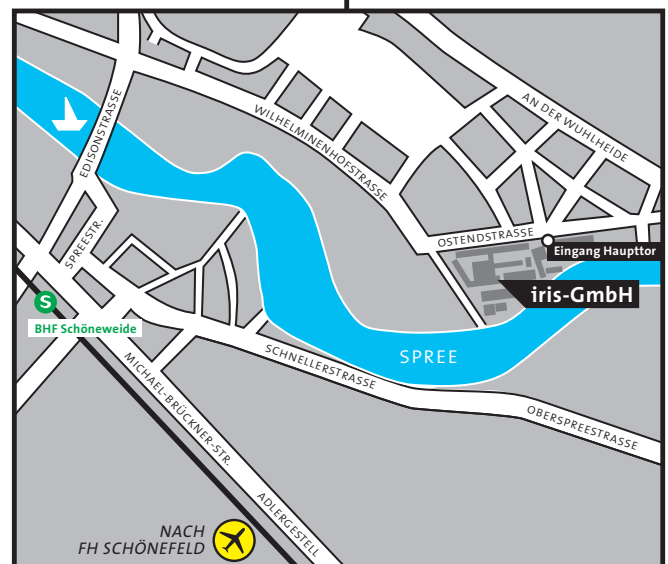 EDISONSTRASSE
WILHELMINENHOFSTRASSE
AN DER WUHLHEIDE
SPREESTR.
OSTENDSTRASSE
Eingang Haupttor
iris-GmbH
S
BHF Schöneweide
SPREE
SCHNELLERSTRASSE
MICHAEL-BRÜCKNER-STR.
OBERSPREESTRASSE
ADLERGESTELL
NACH
FH SCHÖNEFELD